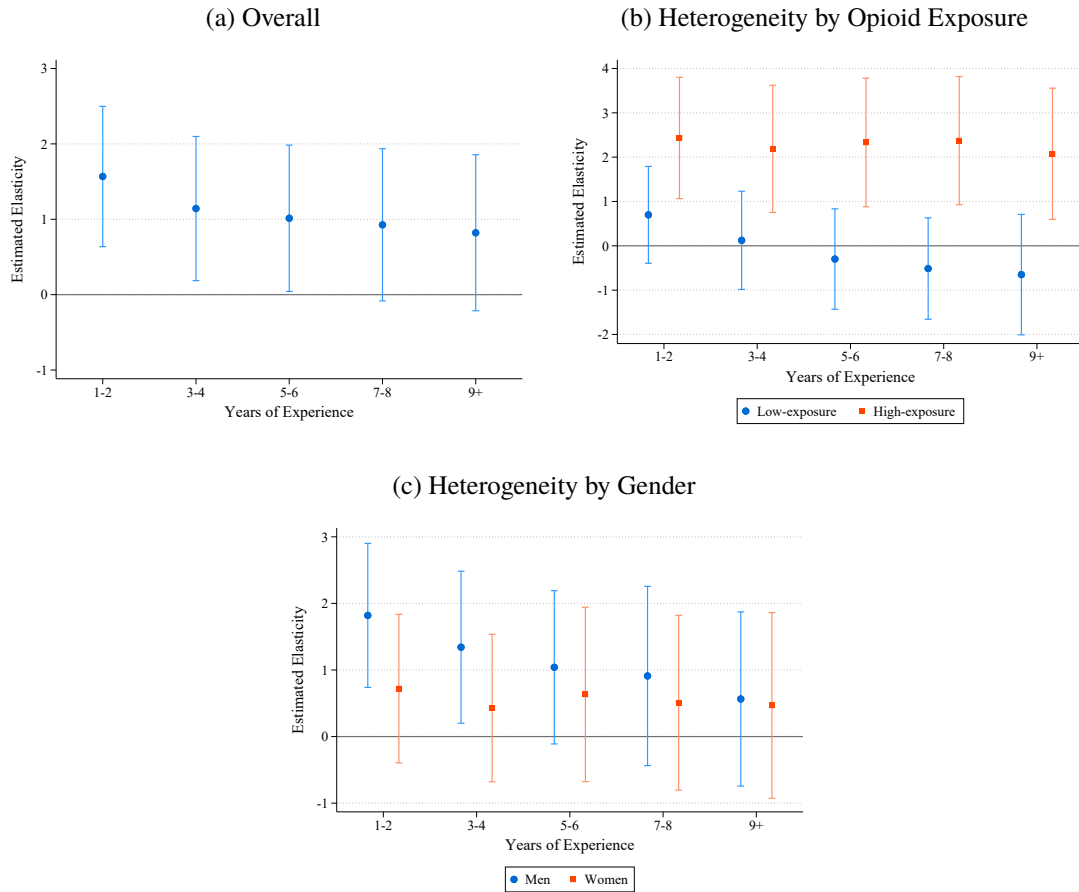 (a) Overall
3
2
1
0
-1
Estimated Elasticity
1-2 3-4 5-6 7-8 9+
Years of Experience
(b) Heterogeneity by Opioid Exposure
4
3
2
1
0
-1
-2
Estimated Elasticity
1-2 3-4 5-6 7-8 9+
Years of Experience
Low-exposure High-exposure
(c) Heterogeneity by Gender
3
2
1
0
-1
Estimated Elasticity
1-2 3-4 5-6 7-8 9+
Years of Experience
Men Women